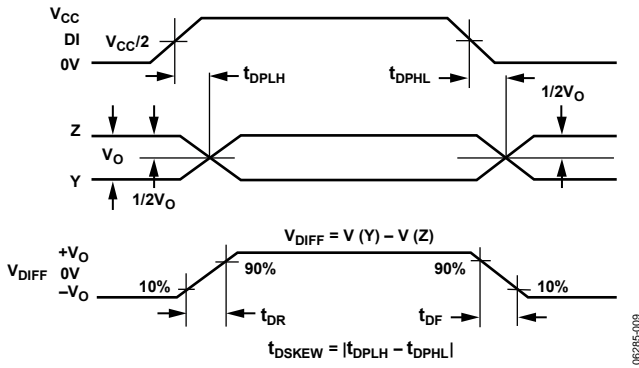 VCC
DI
0V
VCC/2
tDPLH
tDPHL
1/2VO
Z
VO
Y
1/2VO
VDIFF = V (Y) – V (Z)
+VO
VDIFF 0V
–VO
10%
90%
90%
10%
tDR
tDF
tDSKEW = |tDPLH – tDPHL|
06285-009